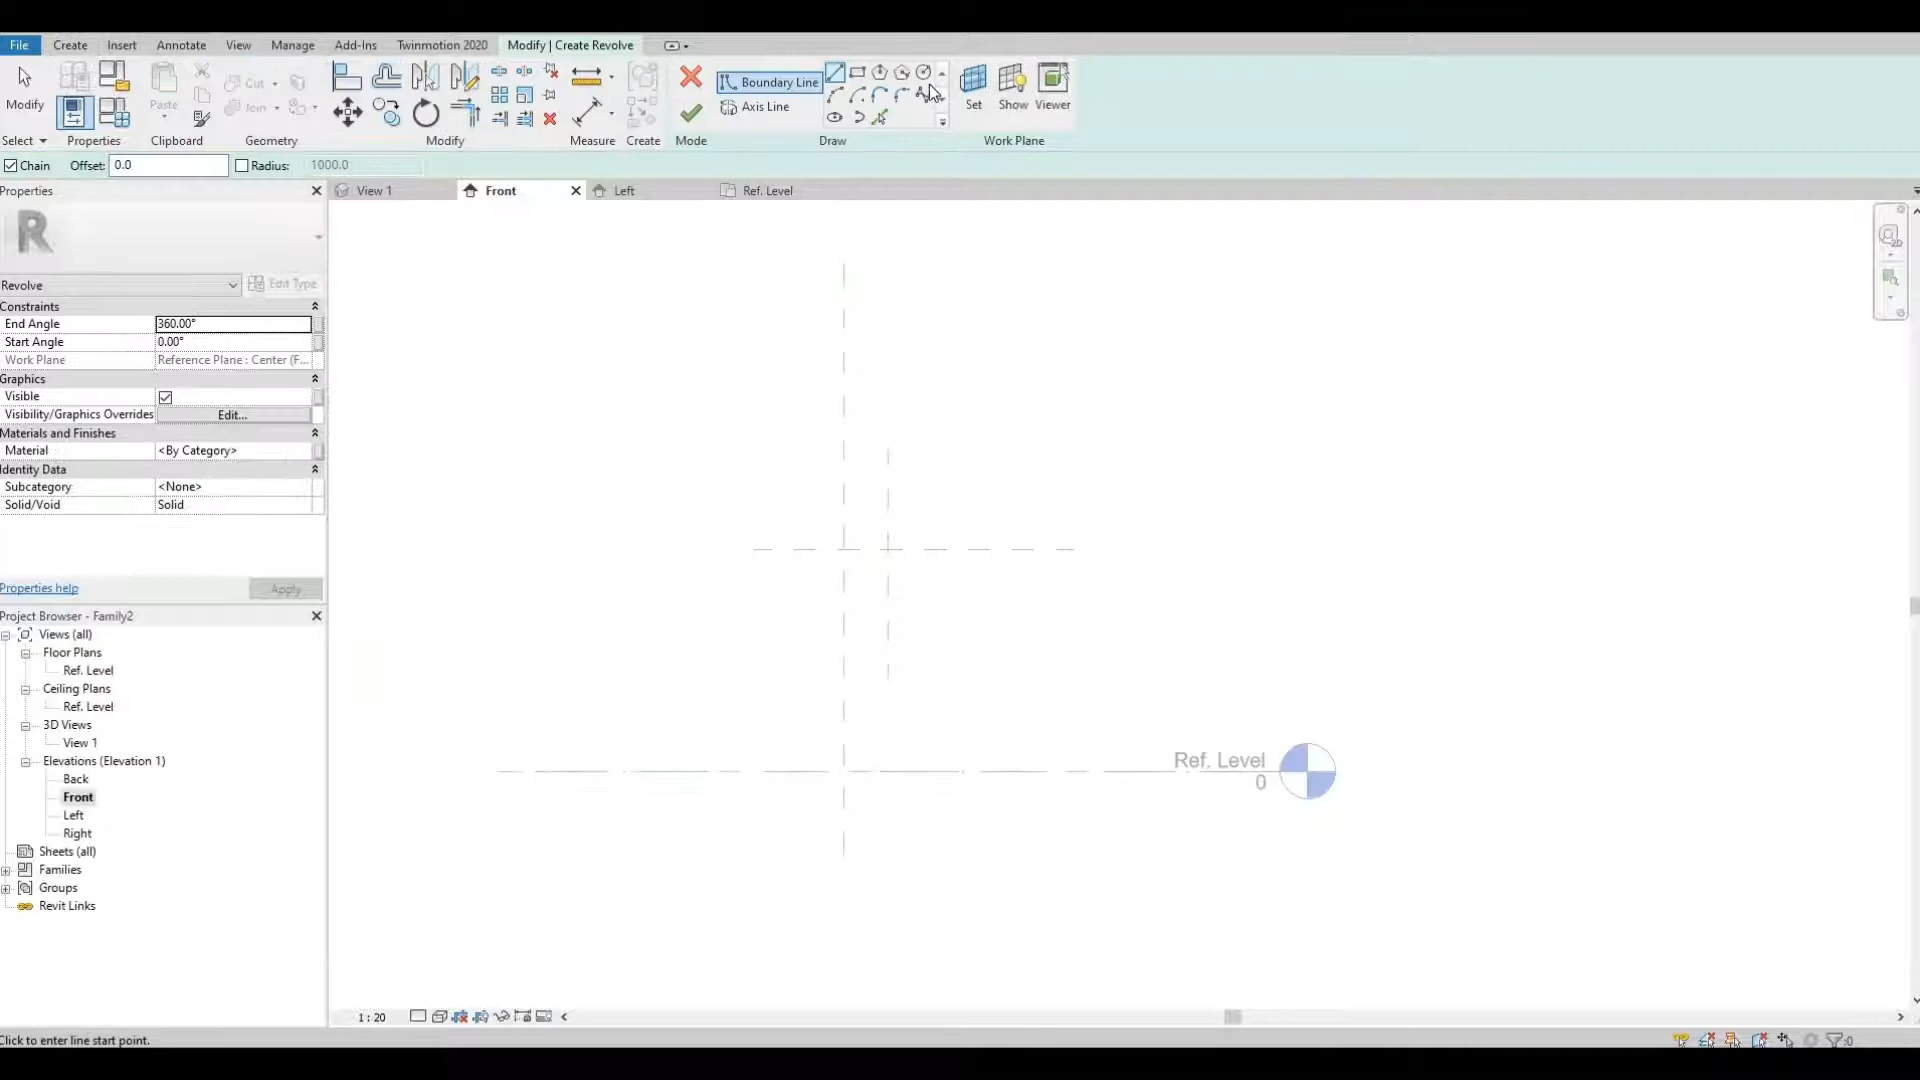 File Create Insert Annotate View Manage Add-Ins Twinmotion 2020 Modify | Create Revolve
Modify Paste Cut Join Boundary Line Axis Line Set Show Viewer
Select Properties Clipboard Geometry Modify Measure Create Mode Draw Work Plane
Chain Offset: 0.0 Radius: 1000.0
Properties View 1 Front Left Ref. Level
R
Revolve Edit Type
Constraints
End Angle 360.00°
Start Angle 0.00°
Work Plane Reference Plane : Center (F...
Graphics
Visible
Visibility/Graphics Overrides Edit...
Materials and Finishes
Material <By Category>
Identity Data
Subcategory <None>
Solid/Void Solid
Properties help Apply
Project Browser - Family2
Views (all)
Floor Plans
Ref. Level
Ceiling Plans
Ref. Level
3D Views
View 1
Elevations (Elevation 1)
Back
Front
Left
Right
Sheets (all)
Families
Groups
Revit Links
Ref. Level
0
1 : 20
Click to enter line start point.
:0